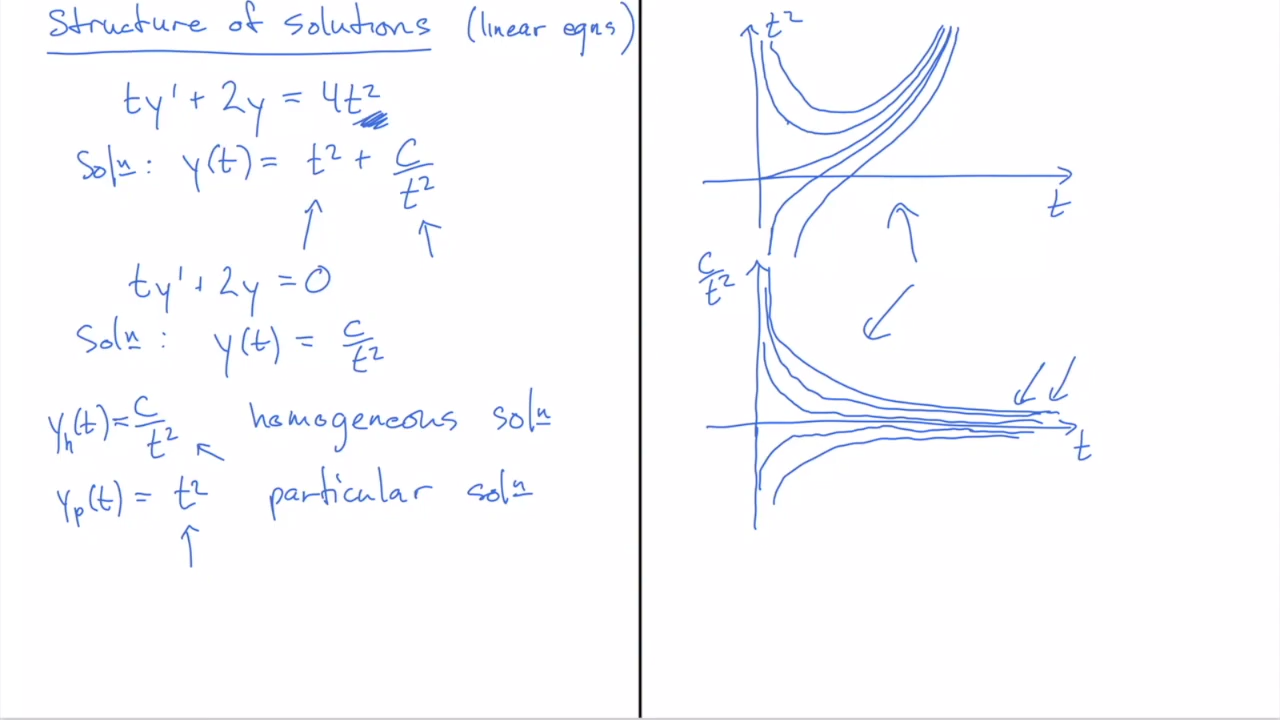 Structure of solutions (linear eqns)
ty' + 2y = 4t²
Soln: y(t) = t² + C/t²
ty' + 2y = 0
Soln: y(t) = C/t²
y_h(t) = C/t² homogeneous soln
y_p(t) = t² particular soln
t²
t
C/t²
t